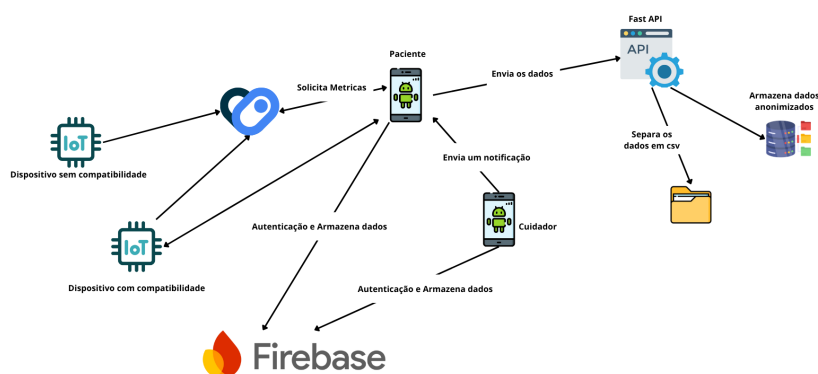 Fast API
API
Paciente
Envia os dados
Solicita Metricas
Armazena dados
anonimizados
IoT
Dispositivo sem compatibilidade
Separa os
dados em csv
Envia um notificação
Autenticação e Armazena dados
Cuidador
IoT
Dispositivo com compatibilidade
Autenticação e Armazena dados
Firebase